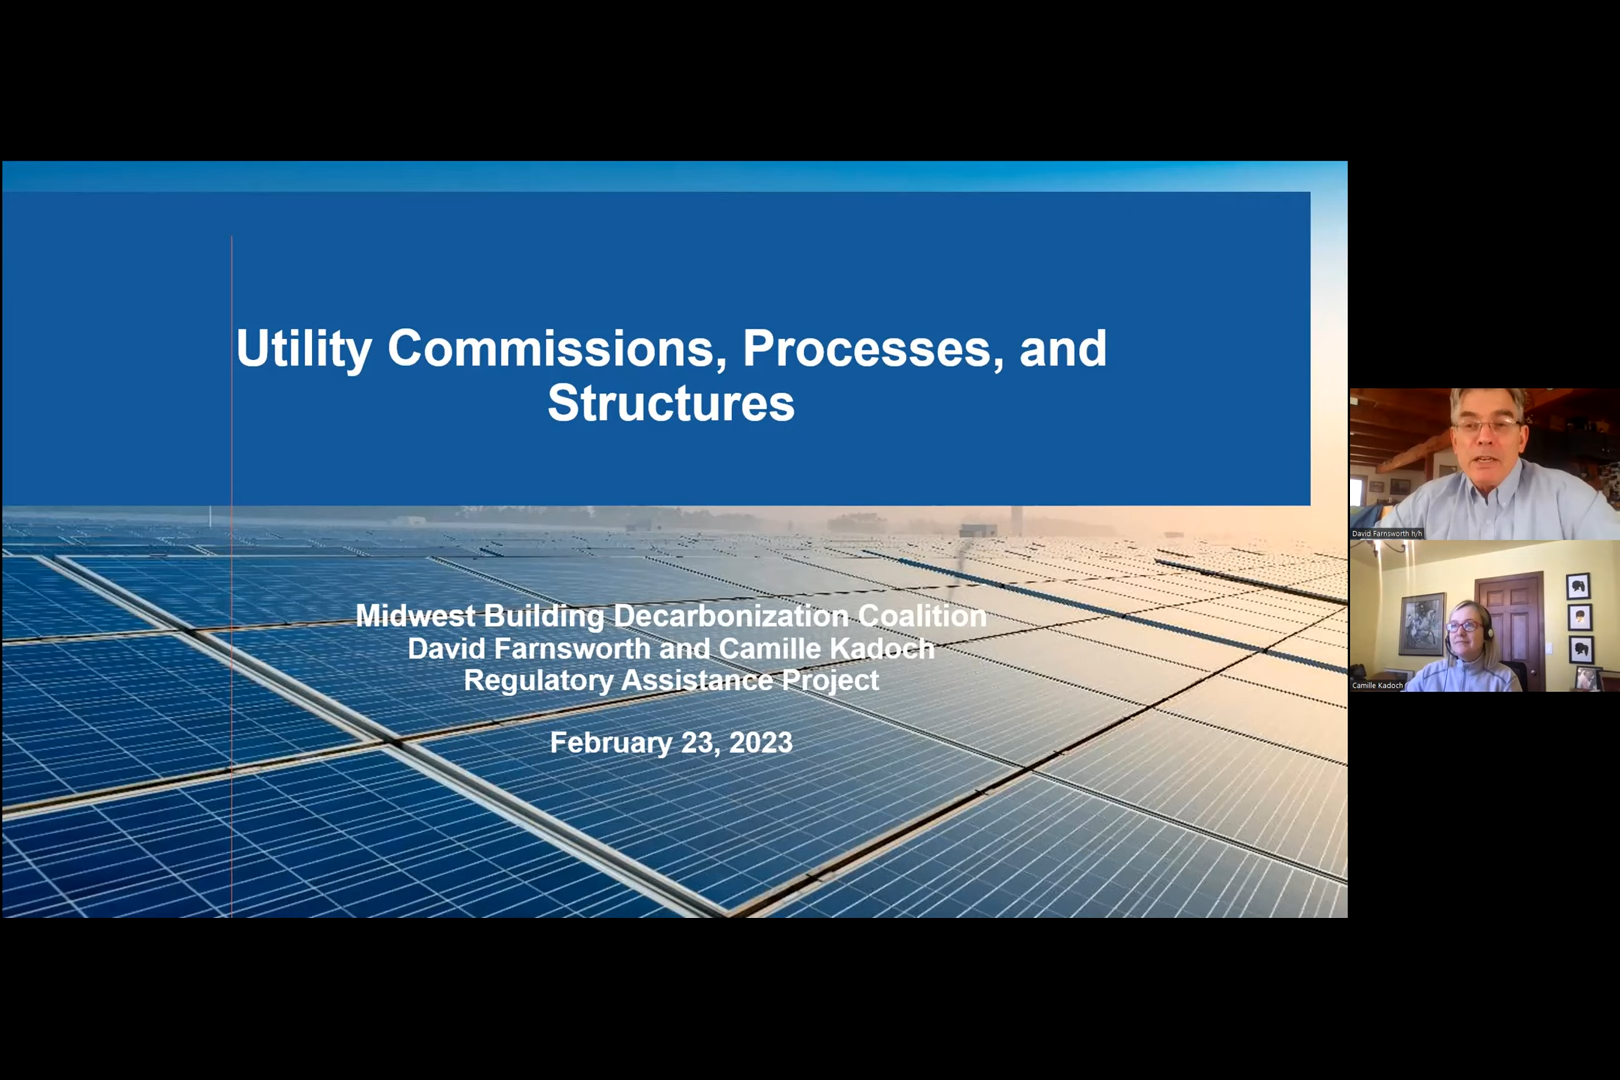 Utility Commissions, Processes, and
Structures
Midwest Building Decarbonization Coalition
David Farnsworth and Camille Kadoch
Regulatory Assistance Project
February 23, 2023
David Farnsworth h/h
Camille Kadoch